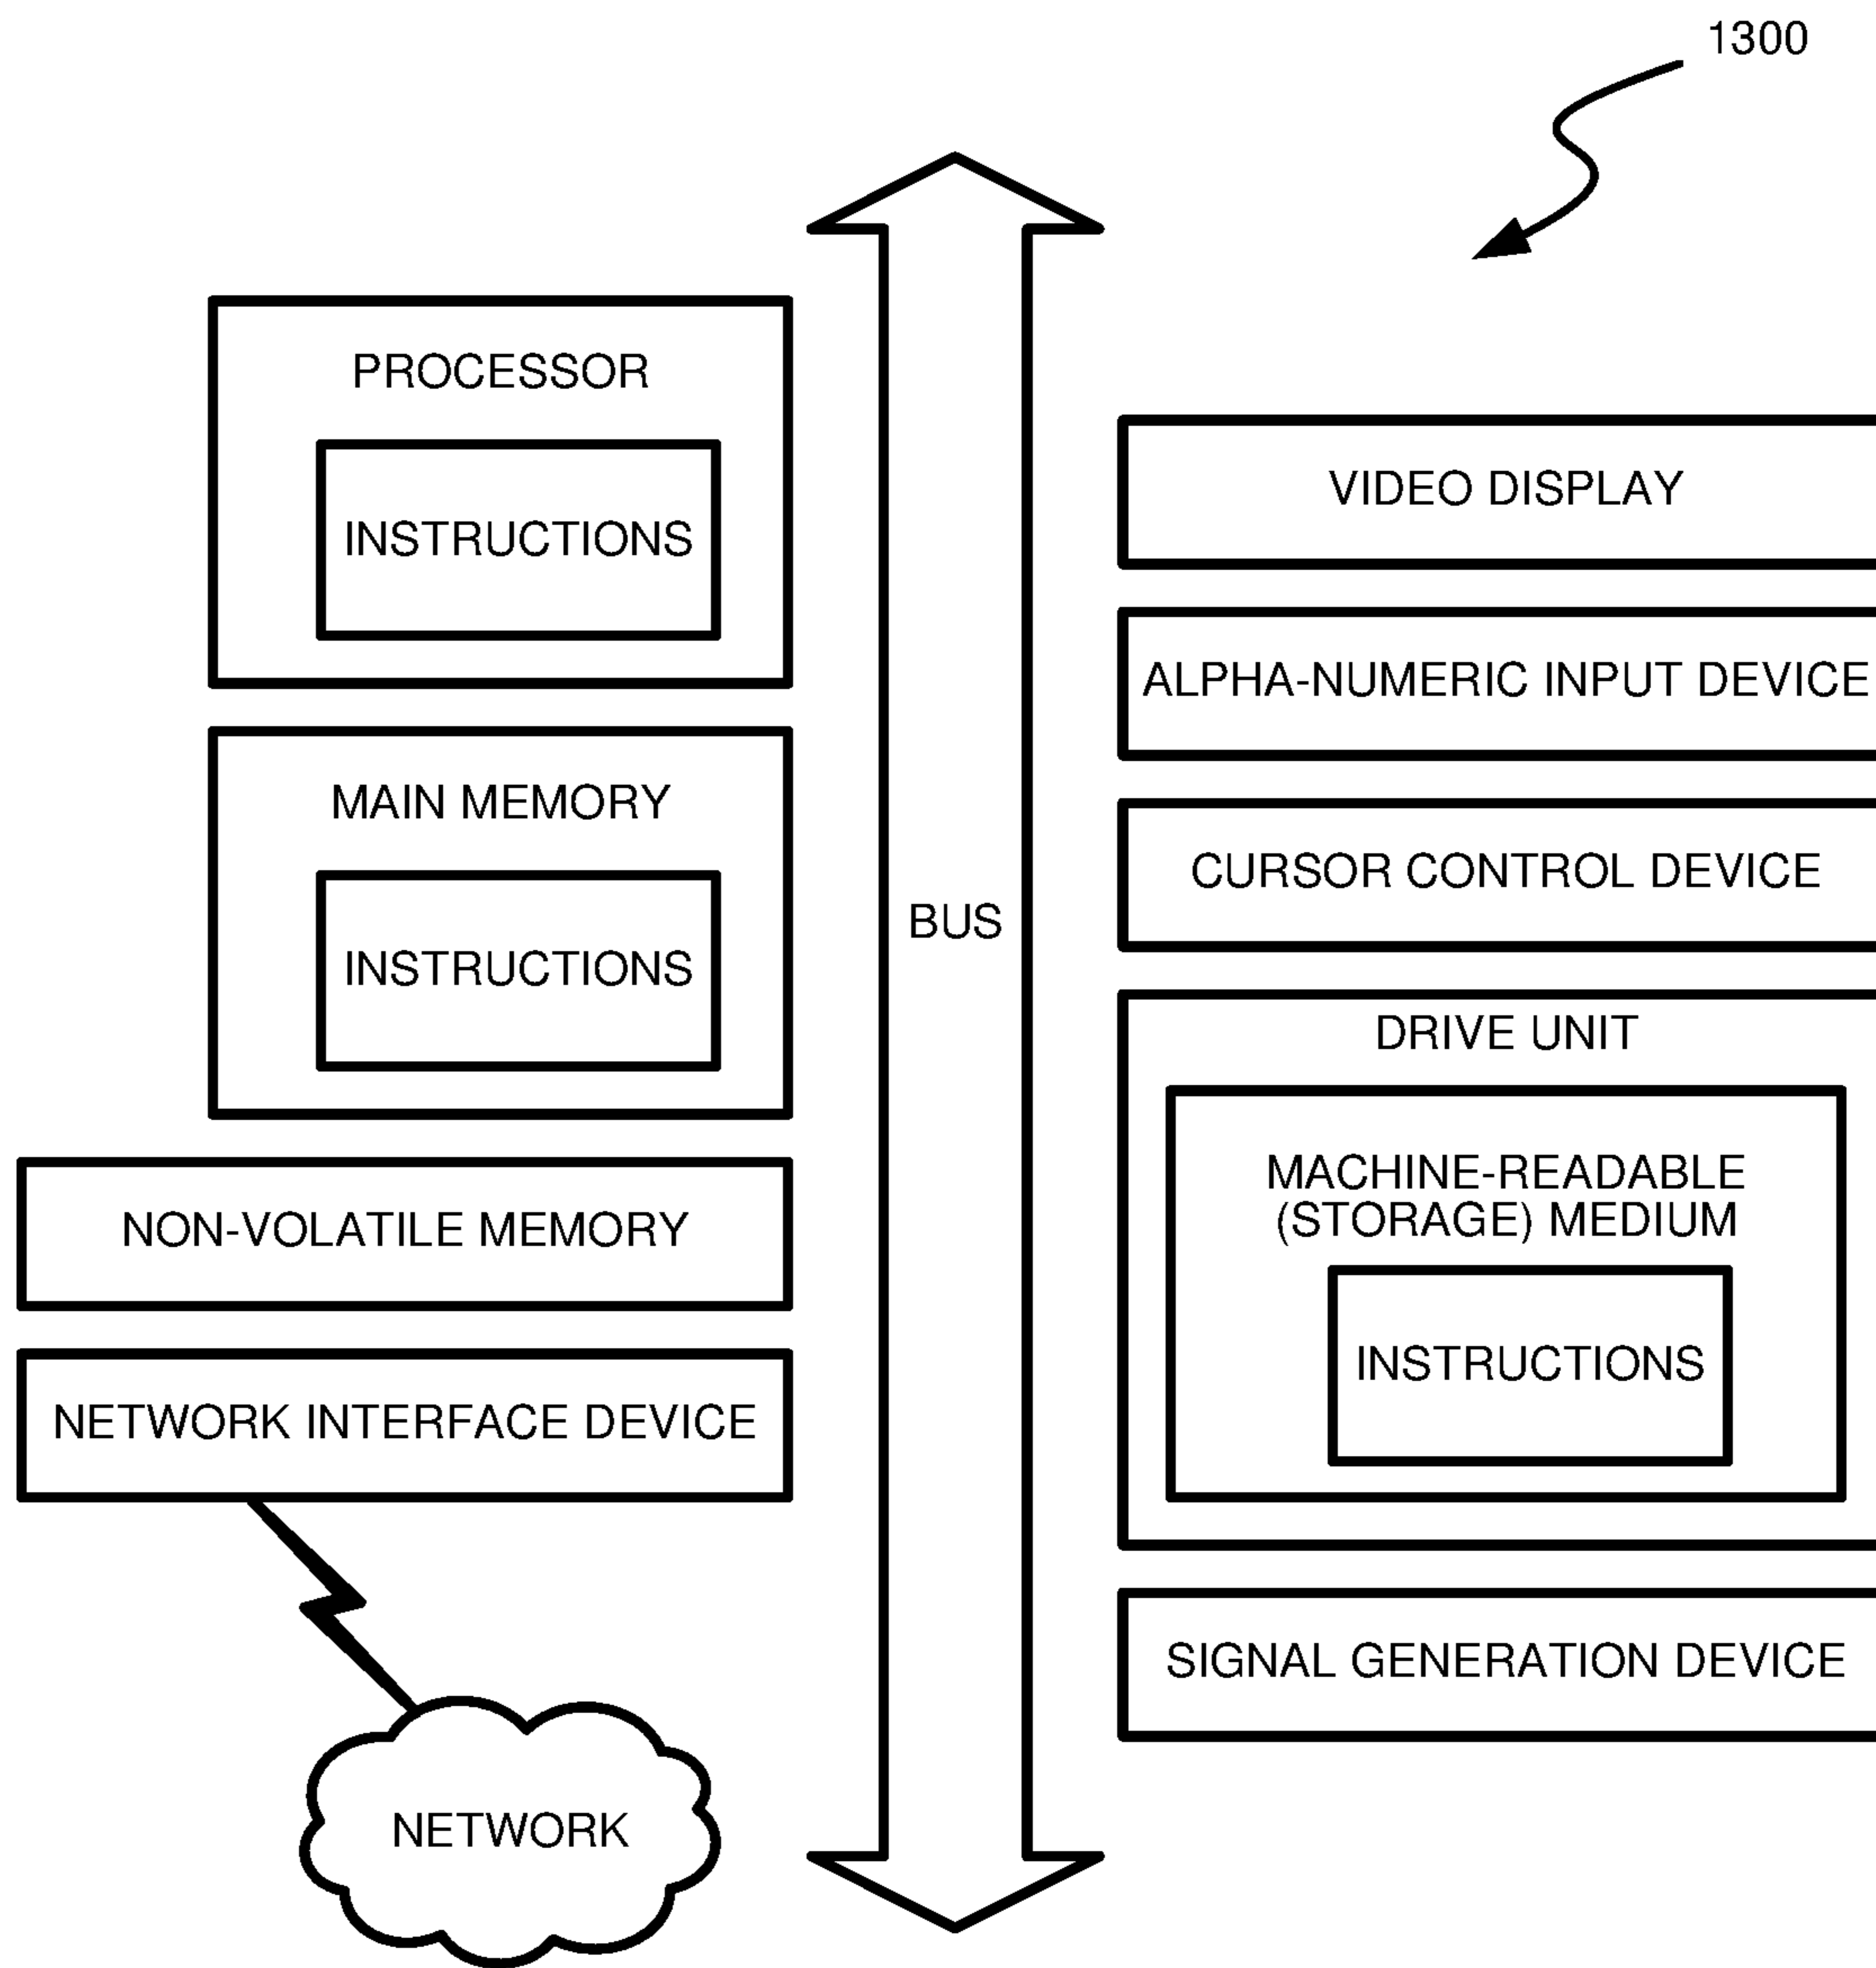 1300
PROCESSOR
INSTRUCTIONS
MAIN MEMORY
INSTRUCTIONS
NON-VOLATILE MEMORY
NETWORK INTERFACE DEVICE
NETWORK
BUS
VIDEO DISPLAY
ALPHA-NUMERIC INPUT DEVICE
CURSOR CONTROL DEVICE
DRIVE UNIT
MACHINE-READABLE
(STORAGE) MEDIUM
INSTRUCTIONS
SIGNAL GENERATION DEVICE